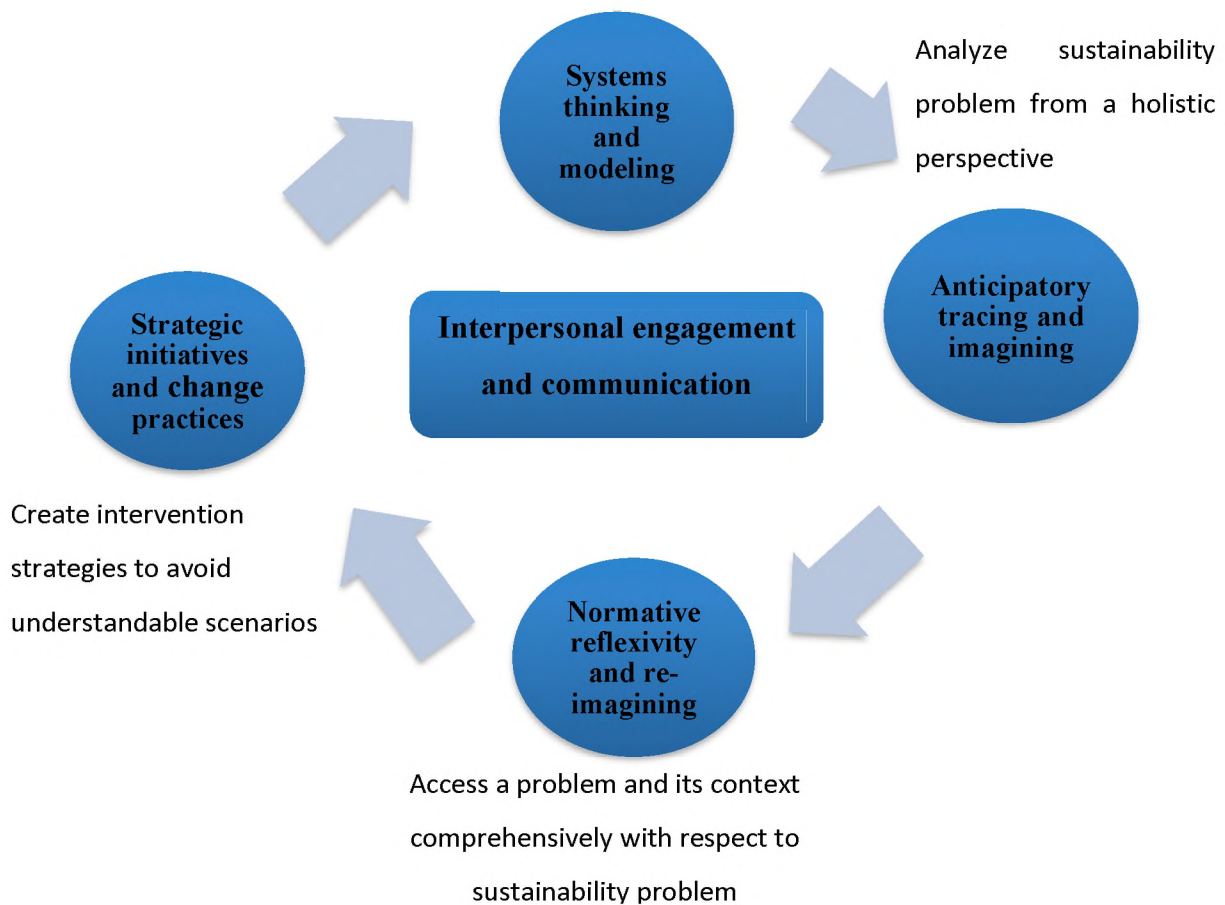 Systems
thinking
and
modeling
Analyze sustainability
problem from a holistic
perspective
Anticipatory
tracing and
imagining
Interpersonal engagement
and communication
Strategic
initiatives
and change
practices
Create intervention
strategies to avoid
understandable scenarios
Normative
reflexivity
and re-
imagining
Access a problem and its context
comprehensively with respect to
sustainability problem